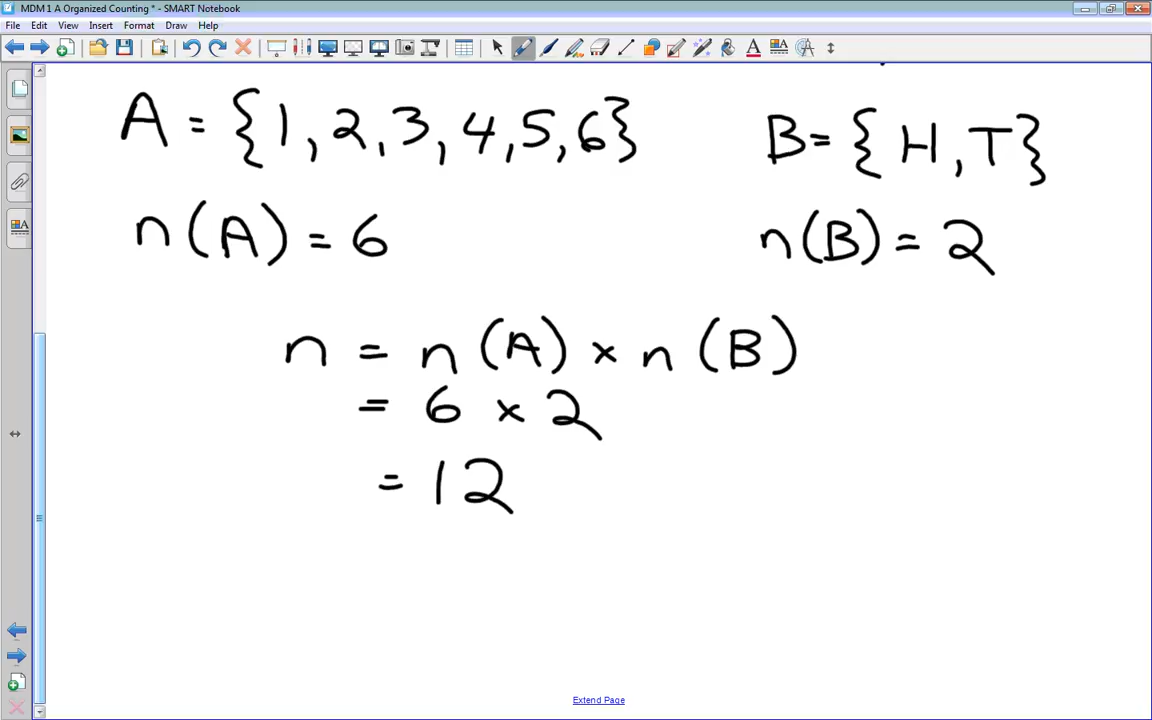 MDM 1 A Organized Counting * - SMART Notebook
File Edit View Insert Format Draw Help
A = {1, 2, 3, 4, 5, 6} B = {H, T}
n(A) = 6 n(B) = 2
n = n(A) × n(B)
= 6 × 2
= 12
Extend Page